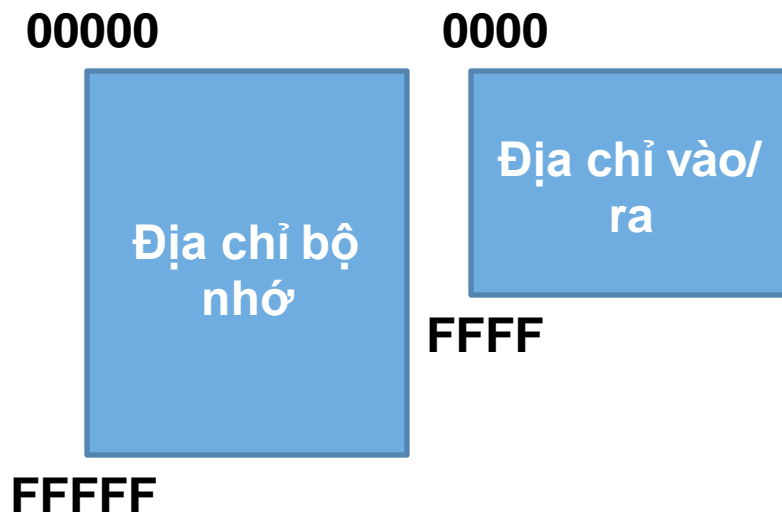 00000
Địa chỉ bộ
nhớ
FFFFF
0000
Địa chỉ vào/
ra
FFFF